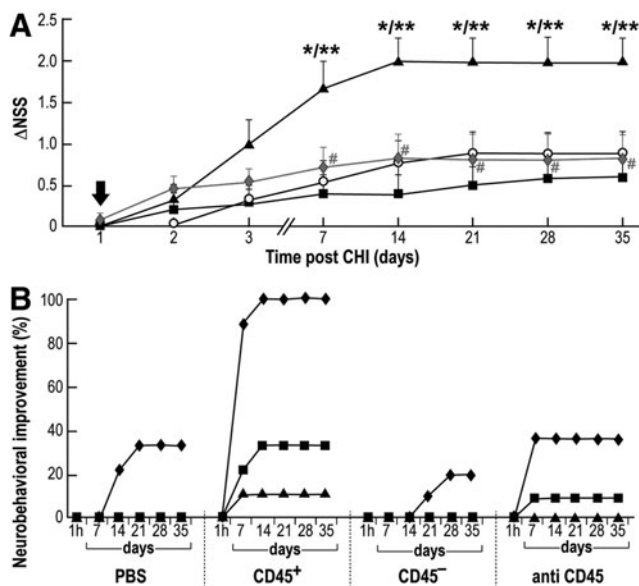 A
2.5
2.0
1.5
1.0
0.5
0
ΔNSS
*/** */** */** */** */**
# # # # #
1 2 3 7 14 21 28 35
Time post CHI (days)
B
100
80
60
40
20
0
Neurobehavioral improvement (%)
1h 7 14 21 28 35 1h 7 14 21 28 35 1h 7 14 21 28 35 1h 7 14 21 28 35
days days days days
PBS CD45+ CD45− anti CD45